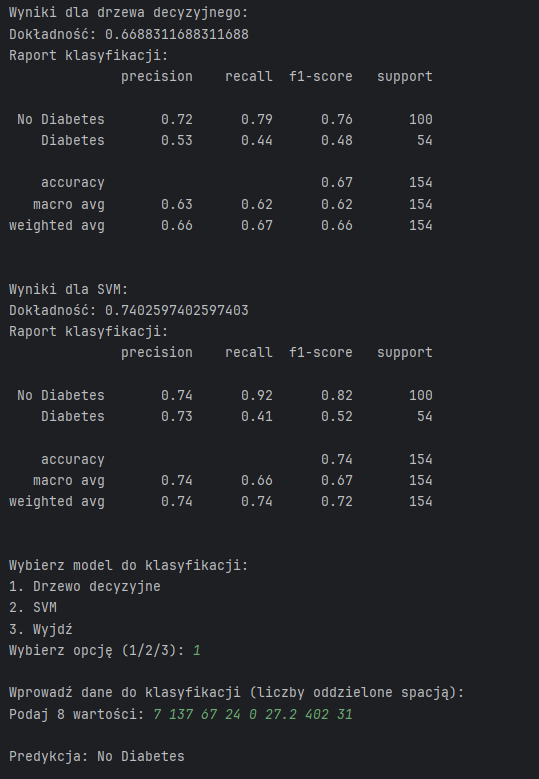 Wyniki dla drzewa decyzyjnego:
Dokładność: 0.6688311688311688
Raport klasyfikacji:
precision recall f1-score support
No Diabetes 0.72 0.79 0.76 100
Diabetes 0.53 0.44 0.48 54
accuracy 0.67 154
macro avg 0.63 0.62 0.62 154
weighted avg 0.66 0.67 0.66 154
Wyniki dla SVM:
Dokładność: 0.7402597402597403
Raport klasyfikacji:
precision recall f1-score support
No Diabetes 0.74 0.92 0.82 100
Diabetes 0.73 0.41 0.52 54
accuracy 0.74 154
macro avg 0.74 0.66 0.67 154
weighted avg 0.74 0.74 0.72 154
Wybierz model do klasyfikacji:
1. Drzewo decyzyjne
2. SVM
3. Wyjdź
Wybierz opcję (1/2/3): 1
Wprowadź dane do klasyfikacji (liczby oddzielone spacją):
Podaj 8 wartości: 7 137 67 24 0 27.2 402 31
Predykcja: No Diabetes